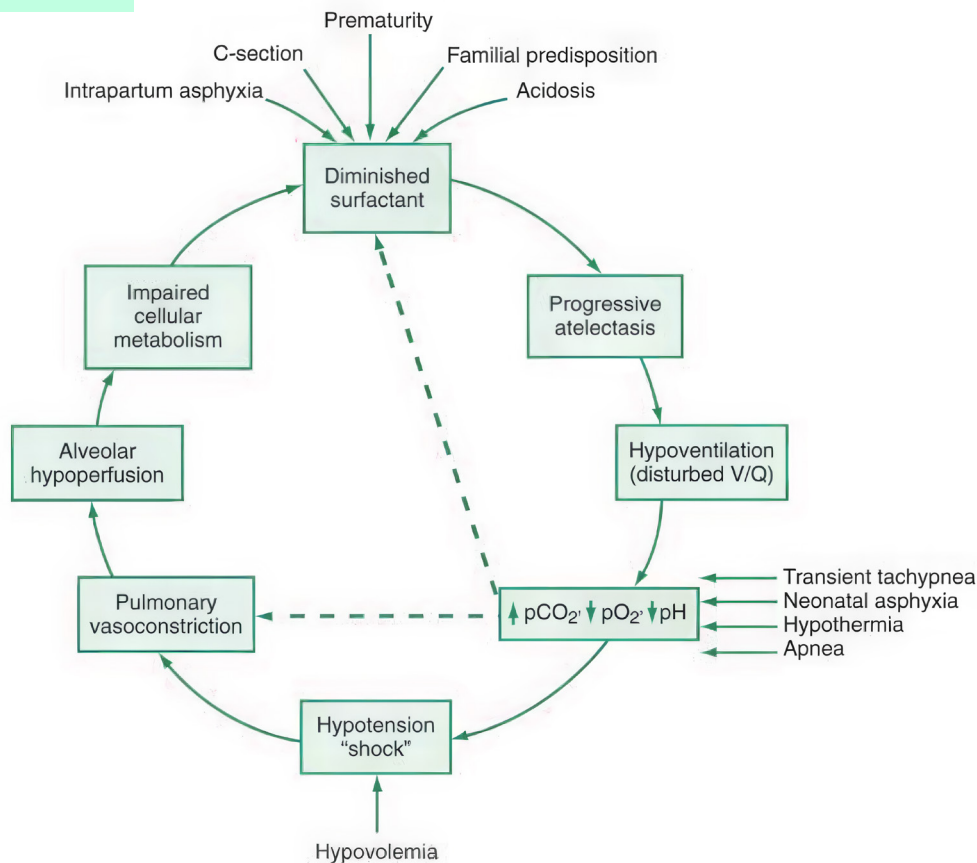 Prematurity
C-section
Familial predisposition
Intrapartum asphyxia
Acidosis
Diminished
surfactant
Impaired
cellular
metabolism
Progressive
atelectasis
Alveolar
hypoperfusion
Hypoventilation
(disturbed V/Q)
Pulmonary
vasoconstriction
↑ pCO₂, ↓ pO₂, ↓ pH
Transient tachypnea
Neonatal asphyxia
Hypothermia
Apnea
Hypotension
“shock”
Hypovolemia